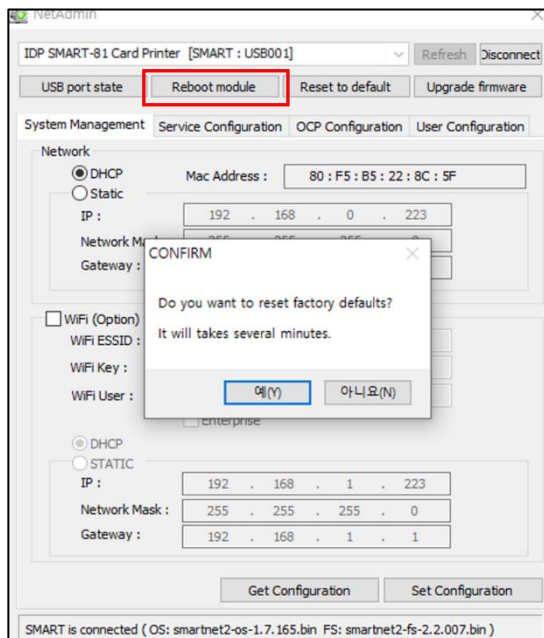 NetAdmin
IDP SMART-81 Card Printer [SMART : USB001]
Refresh
Disconnect
USB port state
Reboot module
Reset to default
Upgrade firmware
System Management
Service Configuration
OCP Configuration
User Configuration
Network
DHCP
Mac Address :
80 : F5 : B5 : 22 : 8C : 5F
Static
IP :
192 . 168 . 0 . 223
Network
Gateway :
CONFIRM
Do you want to reset factory defaults?
It will takes several minutes.
예(Y)
아니요(N)
WiFi (Option)
WiFi ESSID :
WiFi Key :
WiFi User :
Enterprise
DHCP
STATIC
IP :
192 . 168 . 1 . 223
Network Mask :
255 . 255 . 255 . 0
Gateway :
192 . 168 . 1 . 1
Get Configuration
Set Configuration
SMART is connected ( OS: smartnet2-os-1.7.165.bin FS: smartnet2-fs-2.2.007.bin )